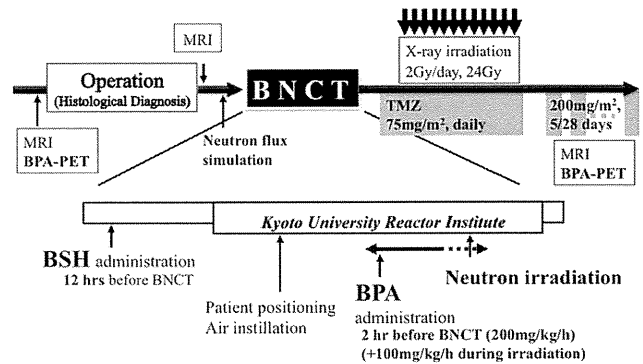 MRI
X-ray irradiation
2Gy/day, 24Gy
Operation
(Histological Diagnosis)
BNCT
TMZ
75mg/m², daily
200mg/m²,
5/28 days
MRI
BPA-PET
Neutron flux
simulation
MRI
BPA-PET
Kyoto University Reactor Institute
BSH administration
12 hrs before BNCT
Neutron irradiation
Patient positioning
Air instillation
BPA
administration
2 hr before BNCT (200mg/kg/h)
(+100mg/kg/h during irradiation)